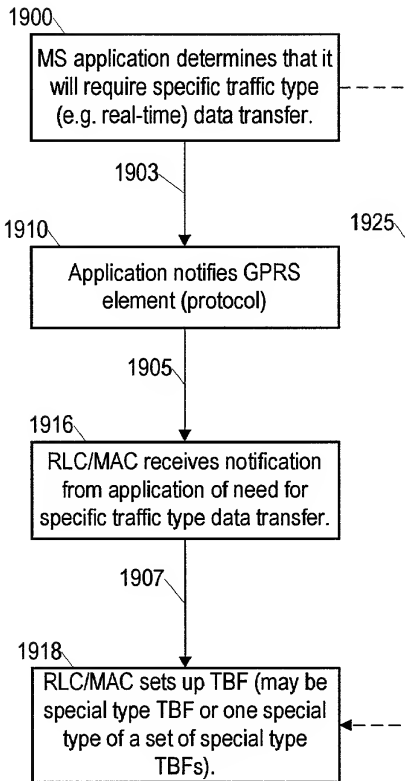 1900
MS application determines that it
will require specific traffic type
(e.g. real-time) data transfer.
1903
1910
1925
Application notifies GPRS
element (protocol)
1905
1916
RLC/MAC receives notification
from application of need for
specific traffic type data transfer.
1907
1918
RLC/MAC sets up TBF (may be
special type TBF or one special
type of a set of special type
TBFs).